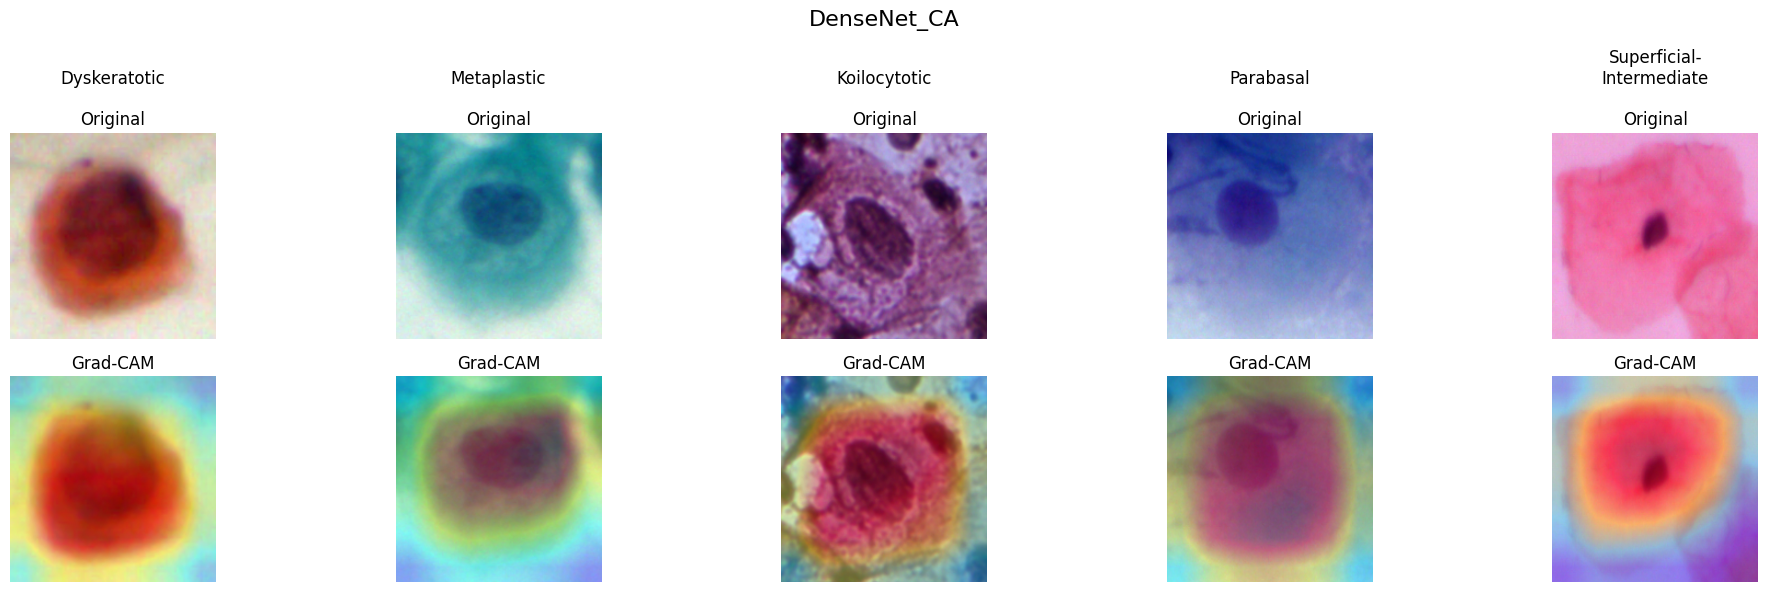 DenseNet_CA
Dyskeratotic
Metaplastic
Koilocytotic
Parabasal
Superficial-
Intermediate
Original
Original
Original
Original
Original
Grad-CAM
Grad-CAM
Grad-CAM
Grad-CAM
Grad-CAM